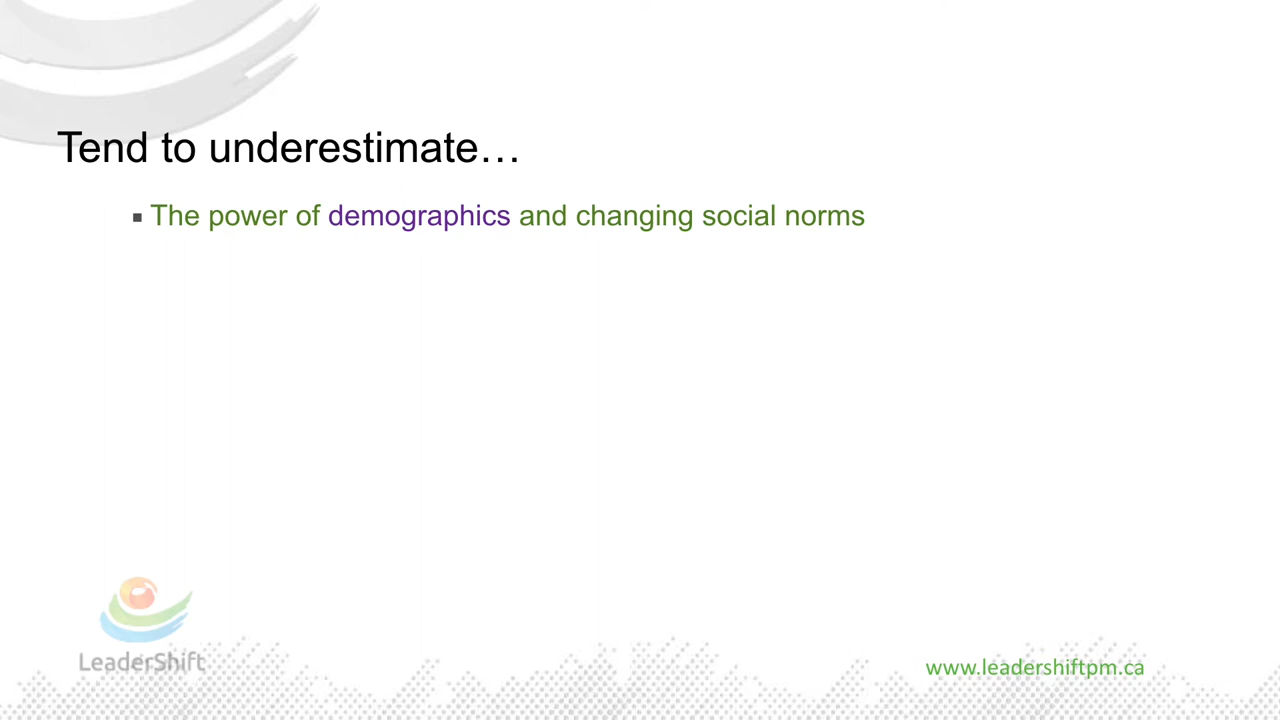 Tend to underestimate…
▪ The power of demographics and changing social norms
LeaderShift
www.leadershiftpm.ca